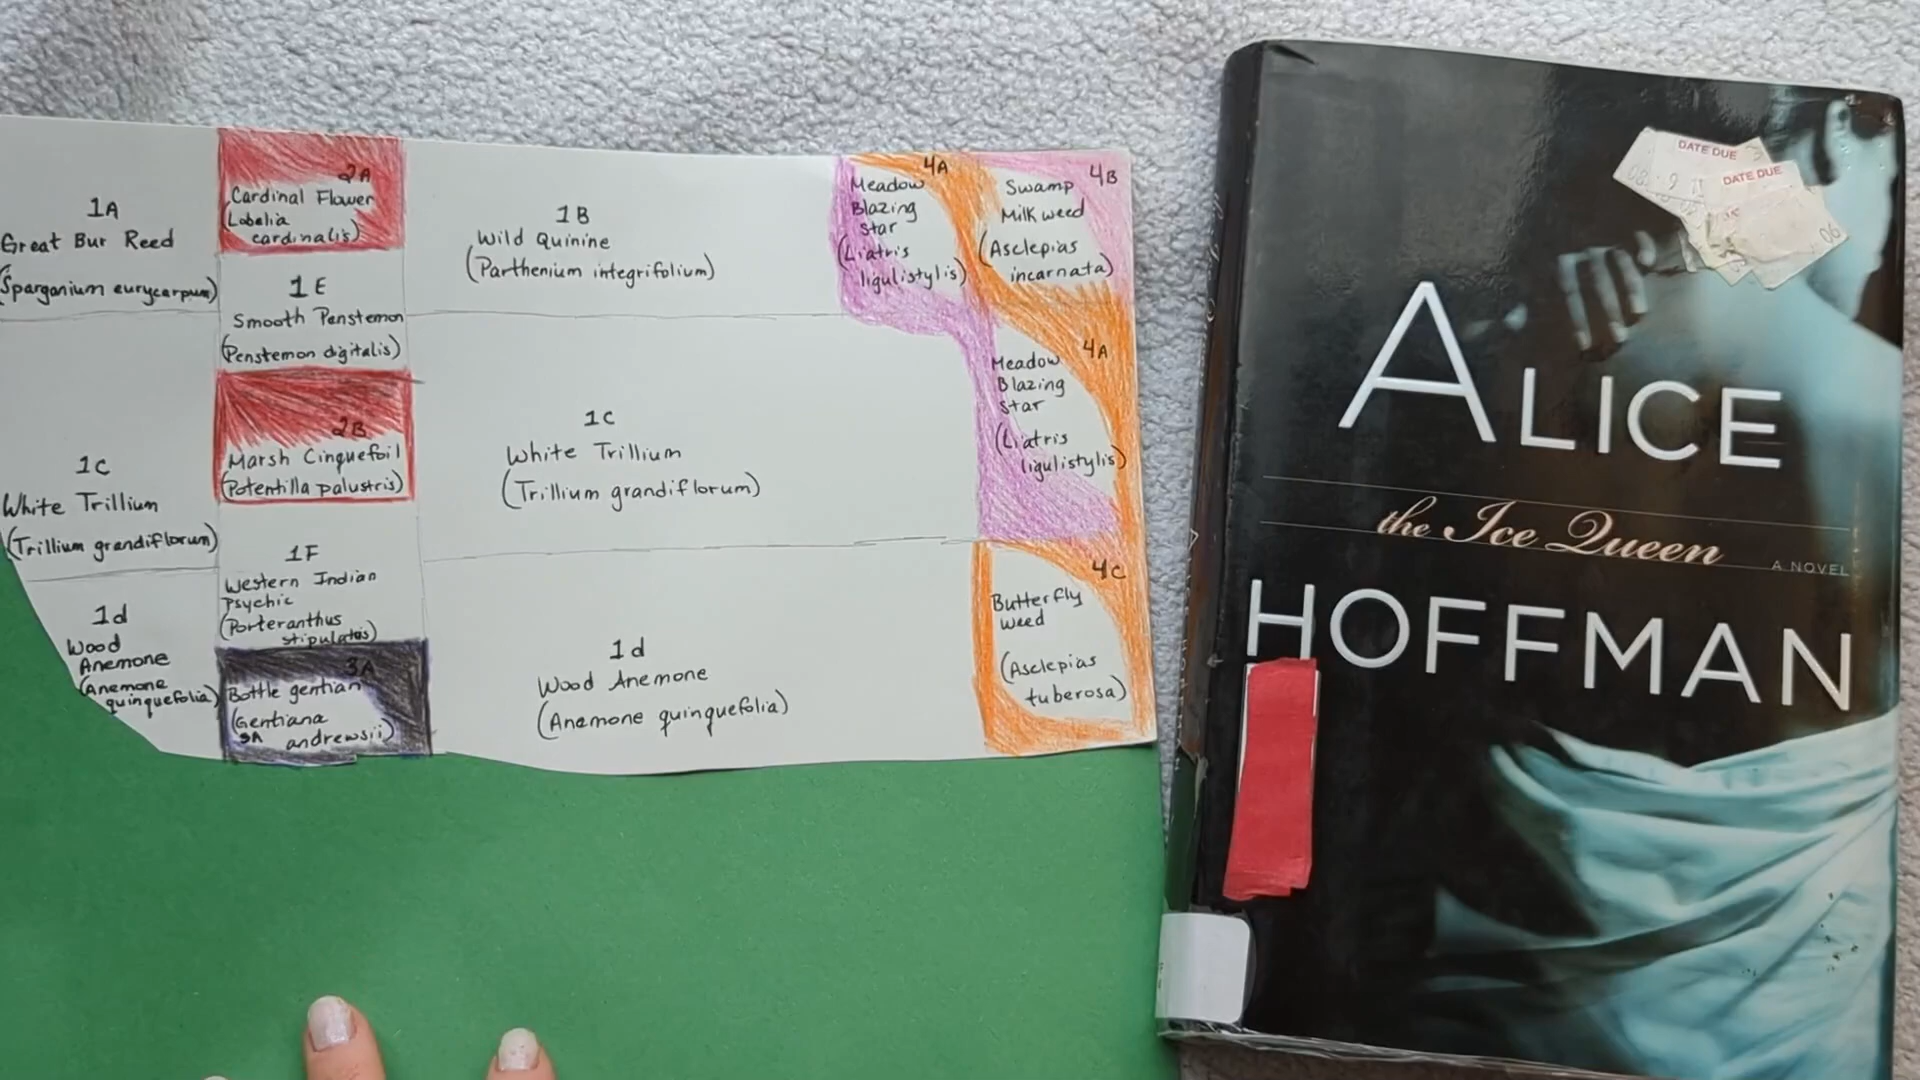 1A
Great Bur Reed
(Sparganium eurycarpum)
1C
White Trillium
(Trillium grandiflorum)
1d
Wood
Anemone
(Anemone
quinquefolia)
2A
Cardinal Flower
(Lobelia
cardinalis)
1E
Smooth Penstemon
(Penstemon digitalis)
2B
Marsh Cinquefoil
(Potentilla palustris)
1F
Western Indian
Psychic
(Porteranthus
stipulatus)
3A
Bottle gentian
(Gentiana
3A andrewsii)
1B
Wild Quinine
(Parthenium integrifolium)
1C
White Trillium
(Trillium grandiflorum)
1d
Wood Anemone
(Anemone quinquefolia)
4A
Meadow
Blazing
star
(Liatris
ligulistylis)
4B
Swamp
Milkweed
(Asclepias
incarnata)
4A
Meadow
Blazing
star
(Liatris
ligulistylis)
4C
Butterfly
weed
(Asclepias
tuberosa)
DATE DUE
DATE DUE
ALICE
the Ice Queen
A NOVEL
HOFFMAN